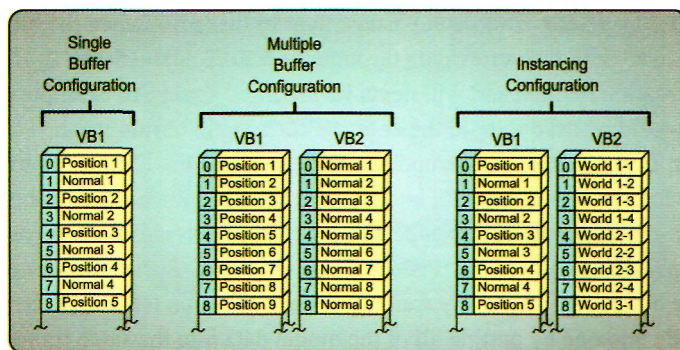 Single
Buffer
Configuration
Multiple
Buffer
Configuration
Instancing
Configuration
VB1
0 Position 1
1 Normal 1
2 Position 2
3 Normal 2
4 Position 3
5 Normal 3
6 Position 4
7 Normal 4
8 Position 5
VB1
0 Position 1
1 Position 2
2 Position 3
3 Position 4
4 Position 5
5 Position 6
6 Position 7
7 Position 8
8 Position 9
VB2
0 Normal 1
1 Normal 2
2 Normal 3
3 Normal 4
4 Normal 5
5 Normal 6
6 Normal 7
7 Normal 8
8 Normal 9
VB1
0 Position 1
1 Normal 1
2 Position 2
3 Normal 2
4 Position 3
5 Normal 3
6 Position 4
7 Normal 4
8 Position 5
VB2
0 World 1-1
1 World 1-2
2 World 1-3
3 World 1-4
4 World 2-1
5 World 2-2
6 World 2-3
7 World 2-4
8 World 3-1